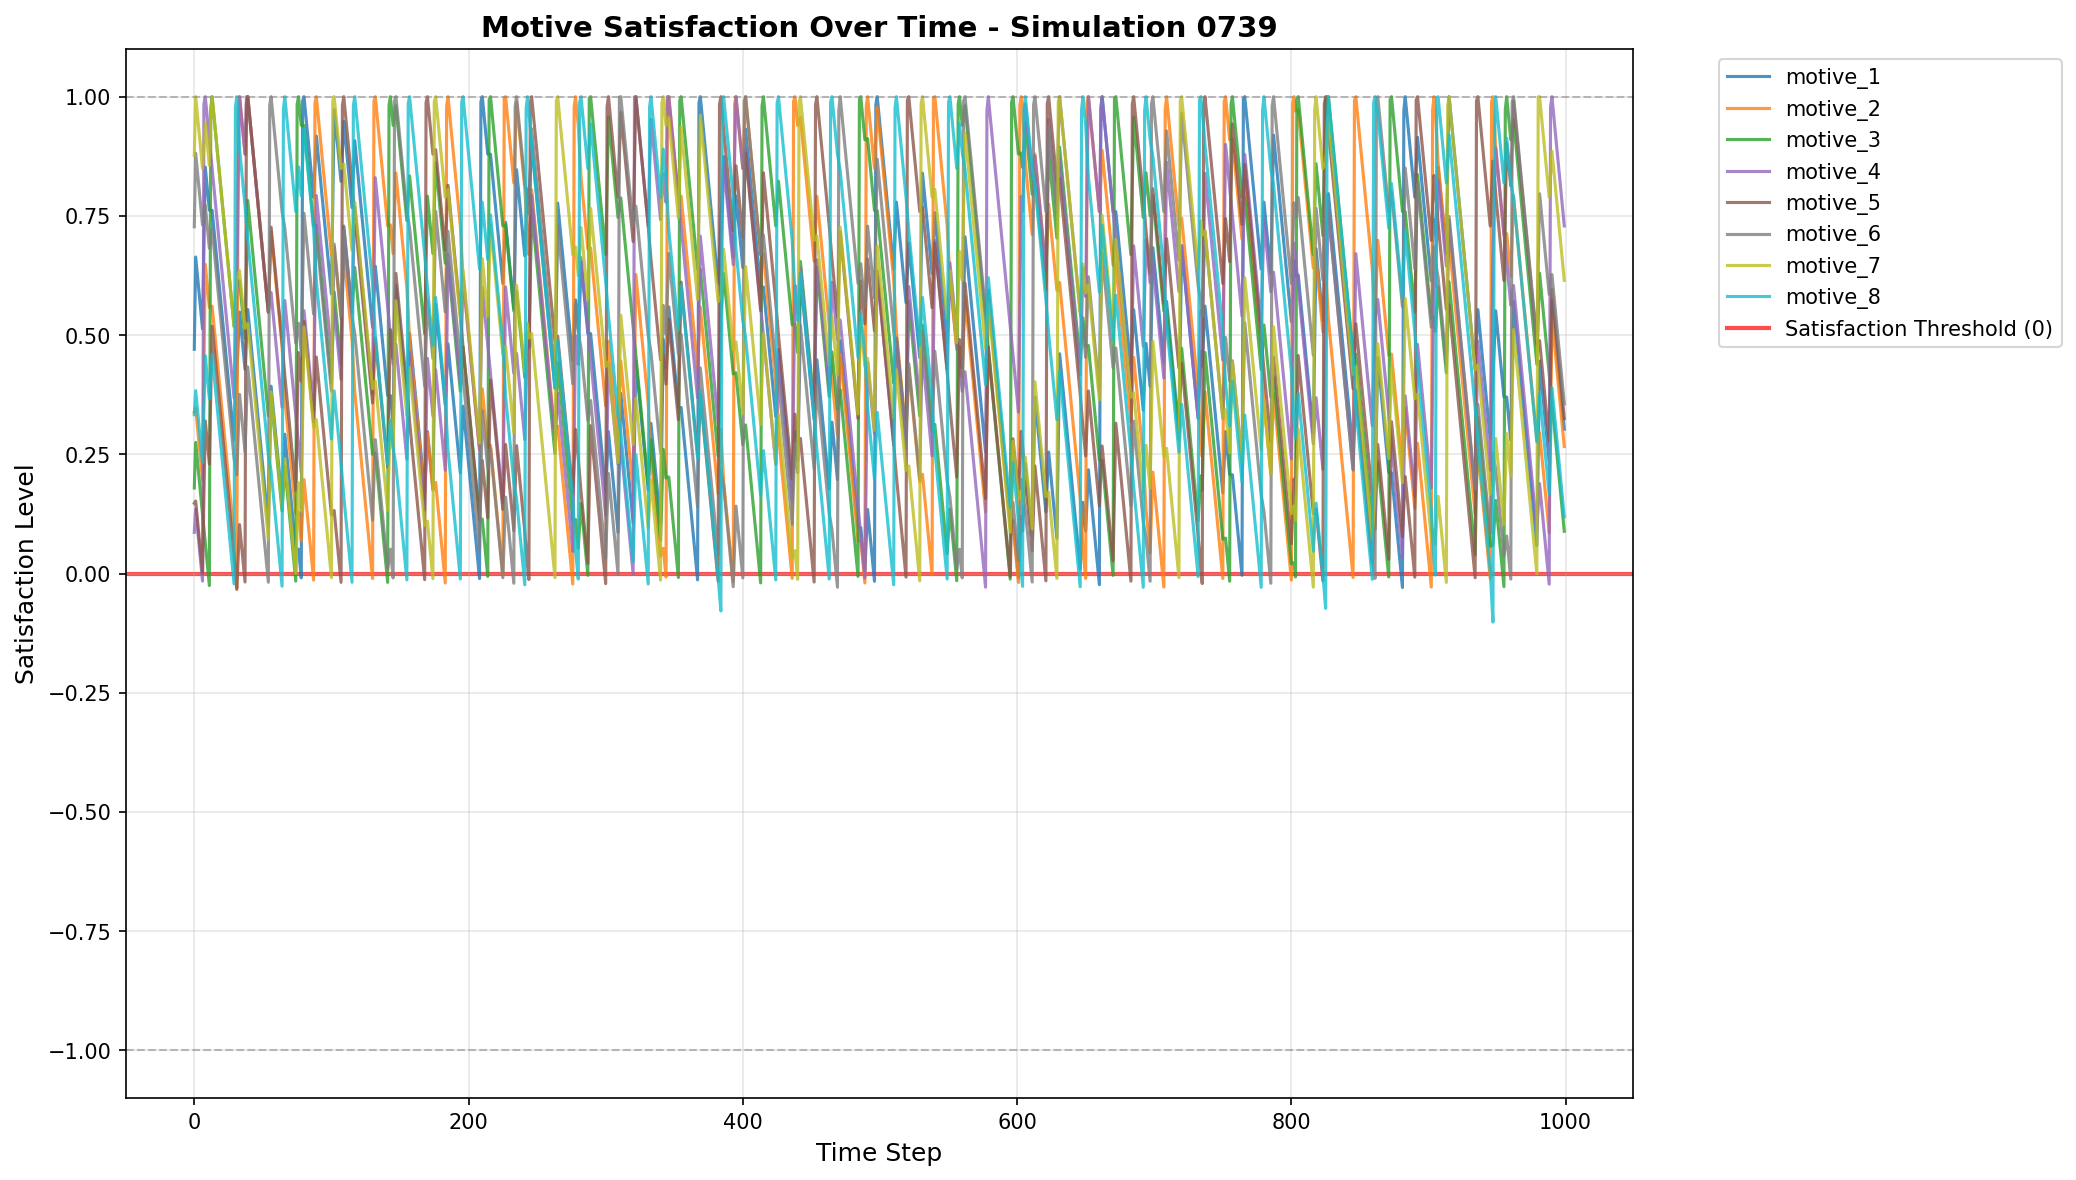 Motive Satisfaction Over Time - Simulation 0739
Satisfaction Level
1.00
0.75
0.50
0.25
0.00
−0.25
−0.50
−0.75
−1.00
0
200
400
600
800
1000
Time Step
motive_1
motive_2
motive_3
motive_4
motive_5
motive_6
motive_7
motive_8
Satisfaction Threshold (0)